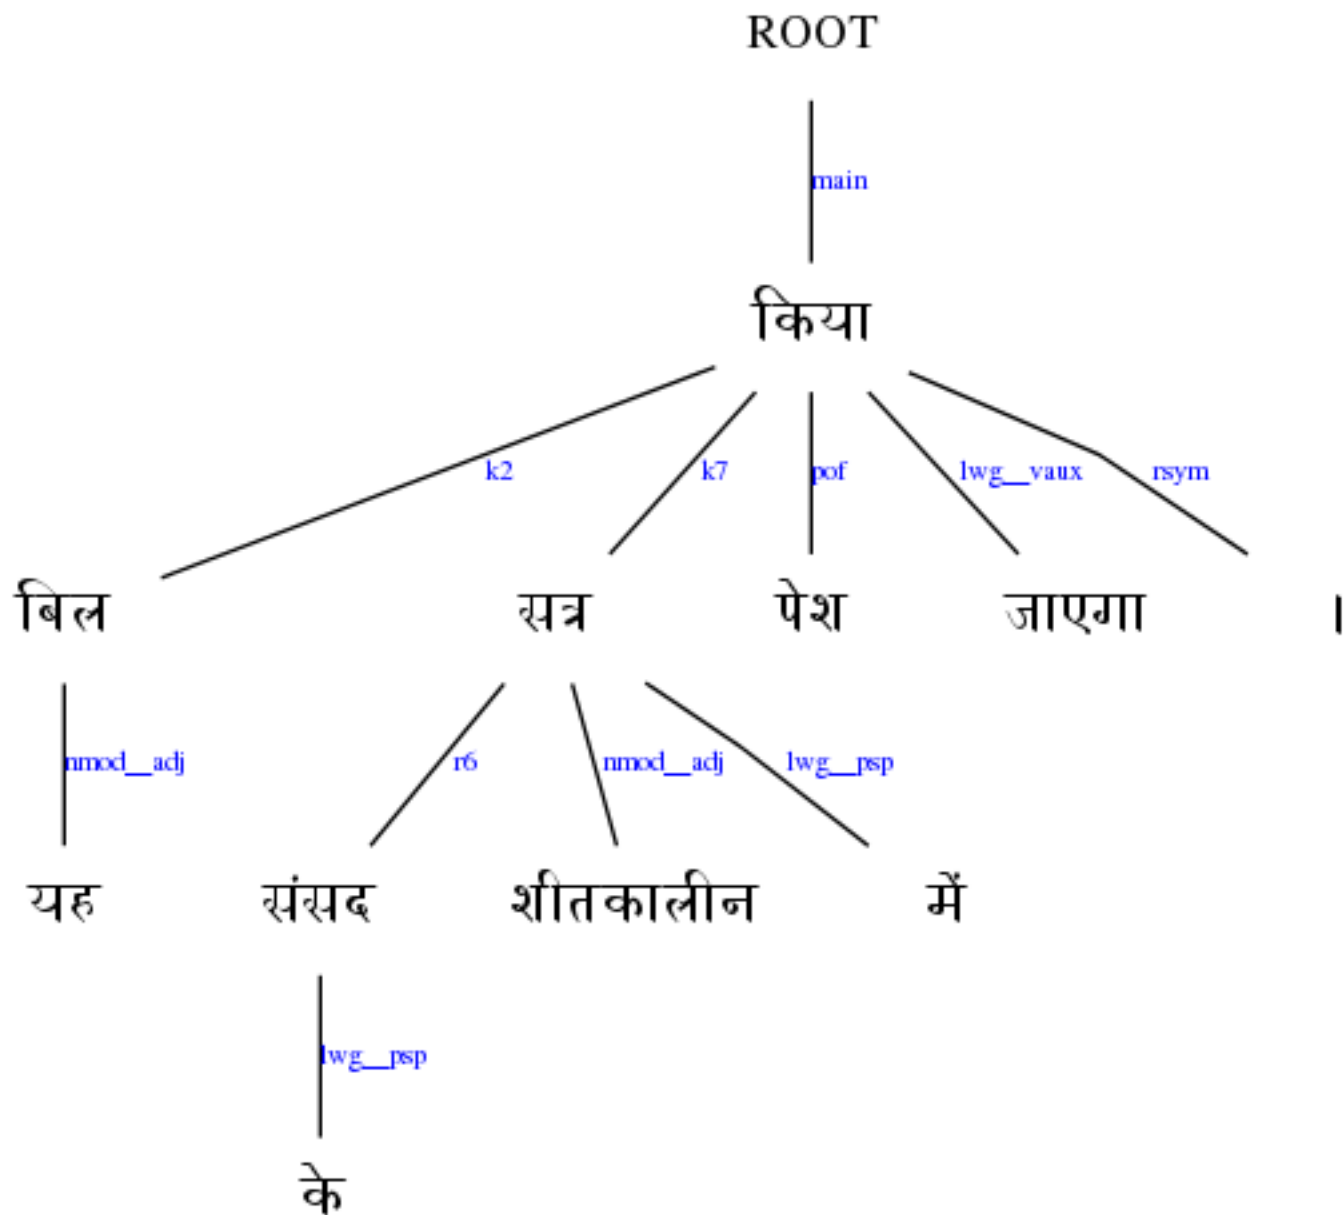 ROOT
main
किया
k2 k7 pof lwg__vaux rsym
बिल सत्र पेश जाएगा ।
nmod__adj r6 nmod__adj lwg__psp
यह संसद शीतकालीन में
lwg__psp
के